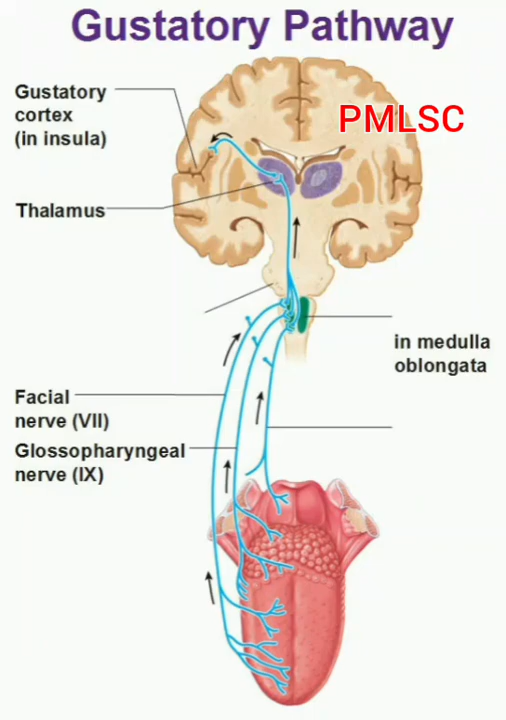 Gustatory Pathway
PMLSC
Gustatory
cortex
(in insula)
Thalamus
in medulla
oblongata
Facial
nerve (VII)
Glossopharyngeal
nerve (IX)